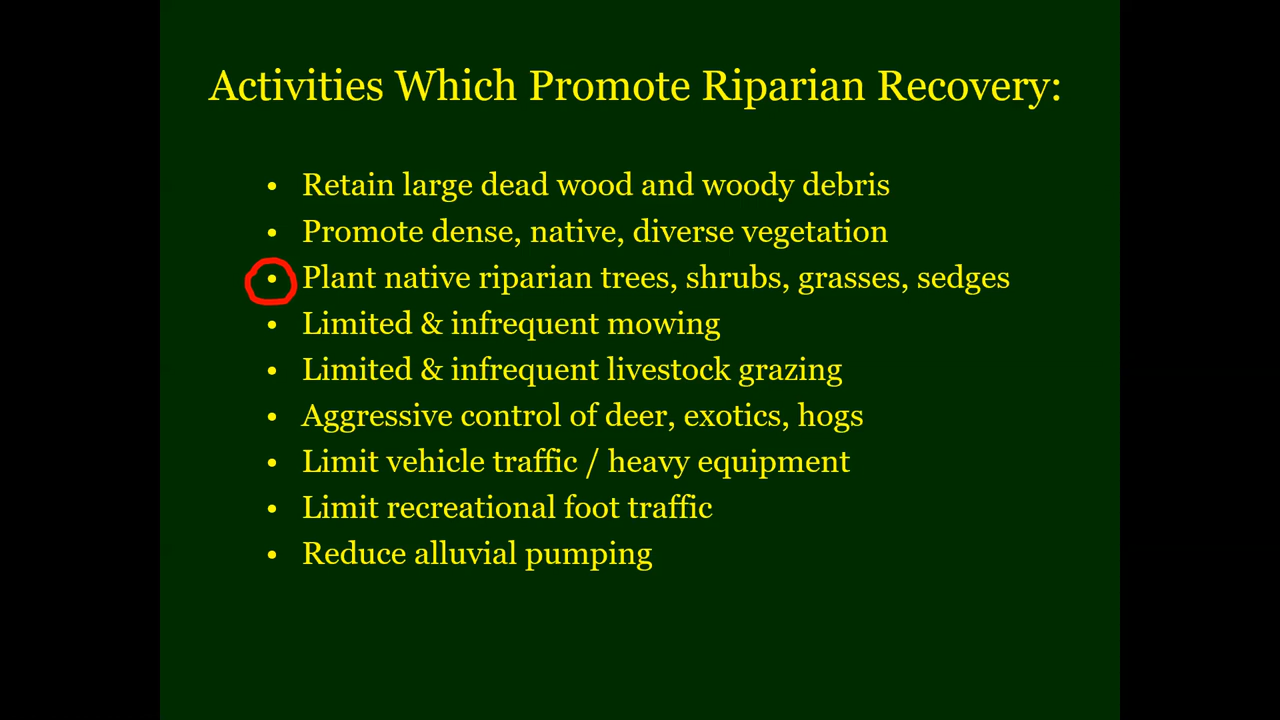 Activities Which Promote Riparian Recovery:
• Retain large dead wood and woody debris
• Promote dense, native, diverse vegetation
• Plant native riparian trees, shrubs, grasses, sedges
• Limited & infrequent mowing
• Limited & infrequent livestock grazing
• Aggressive control of deer, exotics, hogs
• Limit vehicle traffic / heavy equipment
• Limit recreational foot traffic
• Reduce alluvial pumping